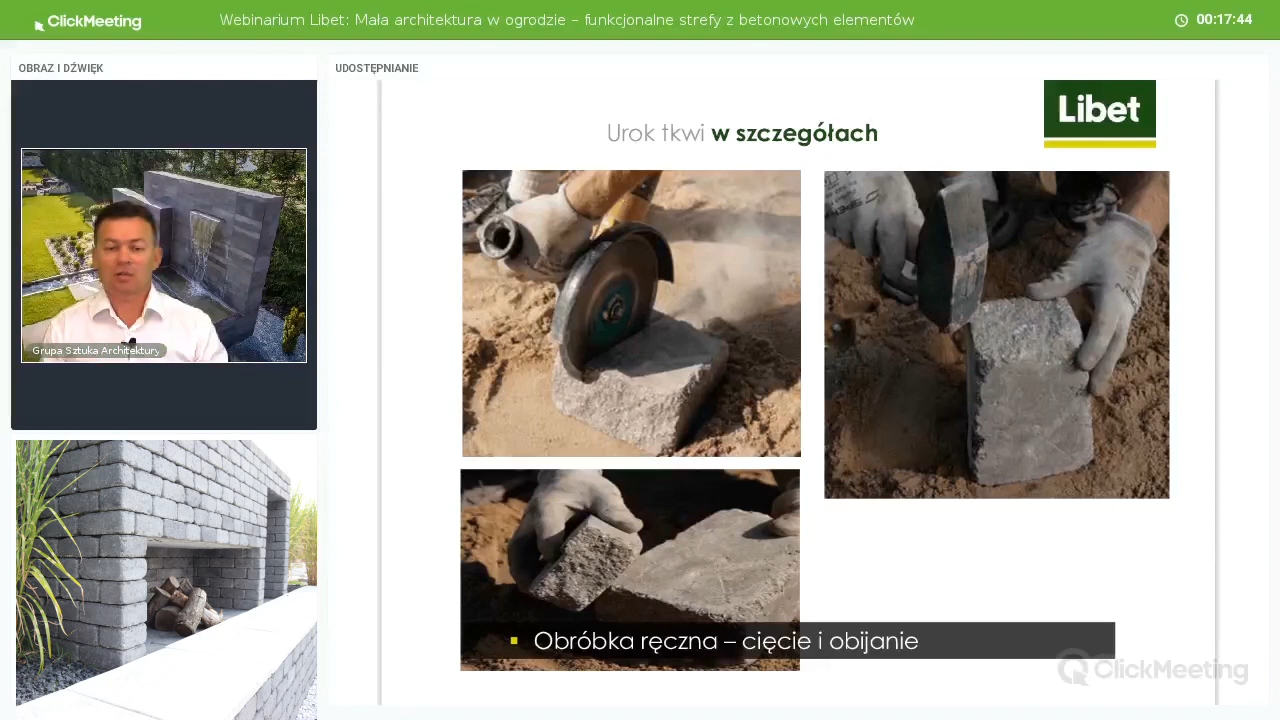 ClickMeeting
Webinarium Libet: Mała architektura w ogrodzie – funkcjonalne strefy z betonowych elementów
00:17:44
OBRAZ I DŹWIĘK
UDOSTĘPNIANIE
Libet
Urok tkwi w szczegółach
Grupa Sztuka Architektury
Obróbka ręczna – cięcie i obijanie
ClickMeeting